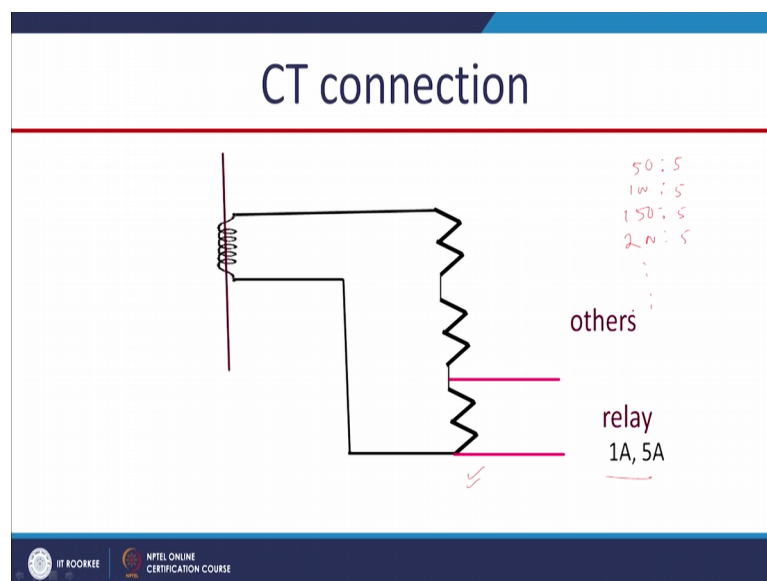 CT connection
50:5
100:5
150:5
200:5
others
relay
1A, 5A
IIT ROORKEE
NPTEL ONLINE
CERTIFICATION COURSE